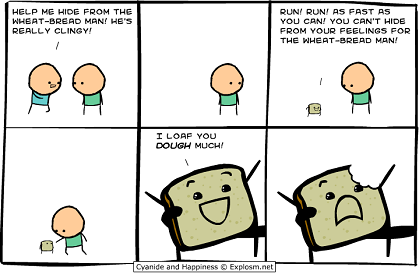 HELP ME HIDE FROM THE
WHEAT-BREAD MAN! HE'S
REALLY CLINGY!
RUN! RUN! AS FAST AS
YOU CAN! YOU CAN'T HIDE
FROM YOUR FEELINGS FOR
THE WHEAT-BREAD MAN!
I LOAF YOU
DOUGH MUCH!
Cyanide and Happiness © Explosm.net